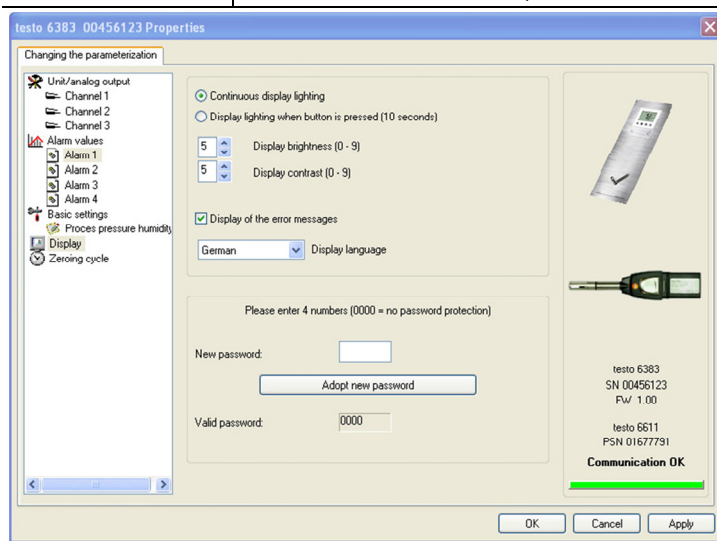 testo 6383 00456123 Properties
Changing the parameterization
Unit/analog output
Channel 1
Channel 2
Channel 3
Alarm values
Alarm 1
Alarm 2
Alarm 3
Alarm 4
Basic settings
Proces pressure humidity
Display
Zeroing cycle
Continuous display lighting
Display lighting when button is pressed (10 seconds)
5 Display brightness (0 - 9)
5 Display contrast (0 - 9)
Display of the error messages
German Display language
Please enter 4 numbers (0000 = no password protection)
New password:
Adopt new password
Valid password: 0000
testo 6383
SN 00456123
FW 1.00
testo 6611
PSN 01677791
Communication OK
OK Cancel Apply